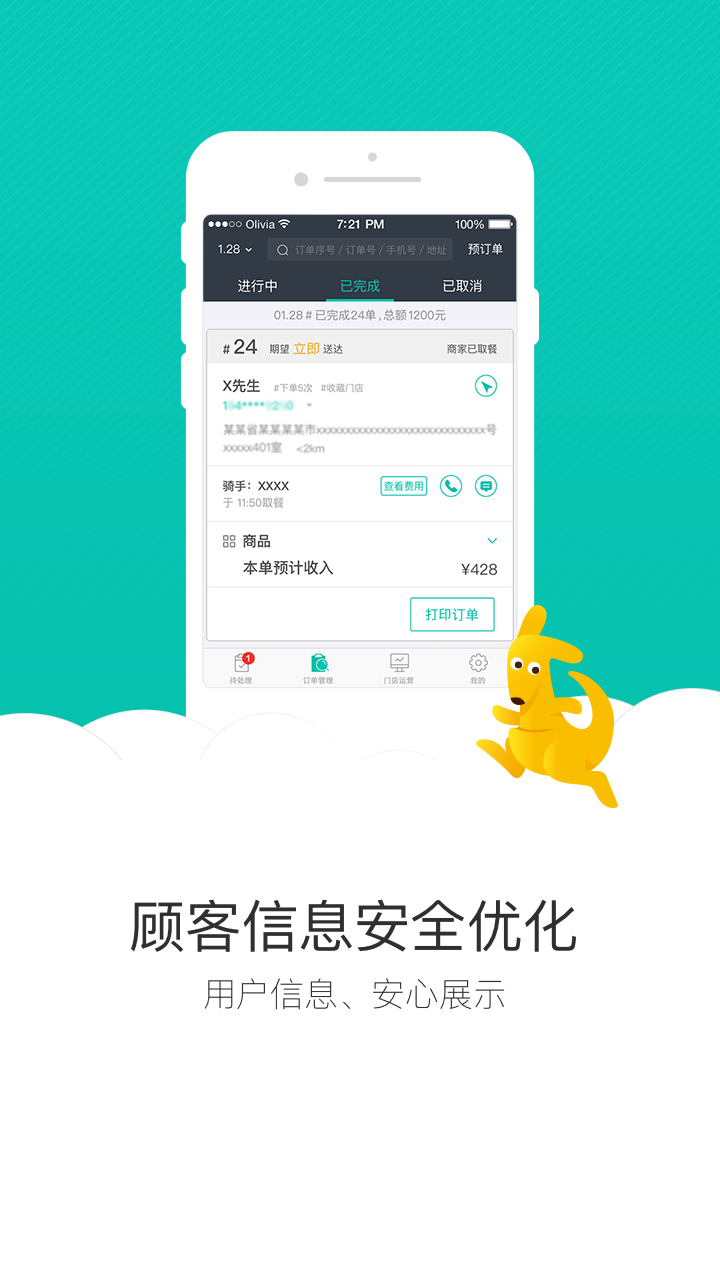 ●●●○○ Olivia 7:21 PM 100%
1.28 订单序号 / 订单号 / 手机号 / 地址 预订单
进行中 已完成 已取消
01.28 # 已完成24单 , 总额1200元
# 24 期望 立即 送达 商家已取餐
X先生 #下单5次 #收藏门店
某某省某某某某市xxxxxxxxxxxxxxxxxxxxxxxxxxxxxxx号
xxxxx401室 <2km
骑手：XXXX 查看费用
于 11:50取餐
商品
本单预计收入 ¥428
打印订单
1
待处理 订单管理 门店运营 我的
顾客信息安全优化
用户信息、安心展示